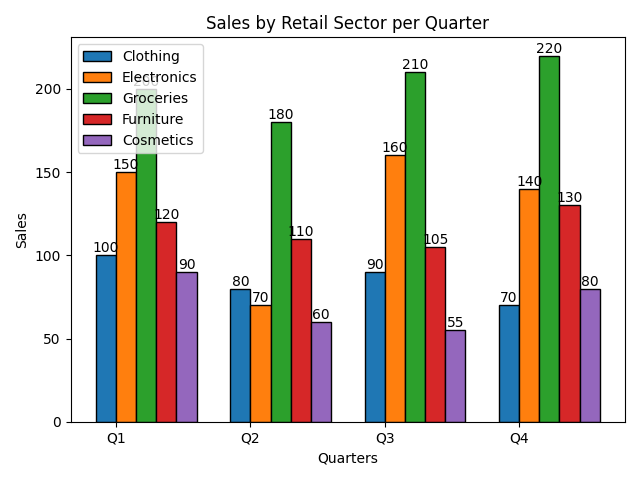 Sales by Retail Sector per Quarter
Clothing
Electronics
Groceries
Furniture
Cosmetics
Sales
200
150
100
50
0
100
150
200
120
90
80
70
180
110
60
90
160
210
105
55
70
140
220
130
80
Q1
Q2
Q3
Q4
Quarters